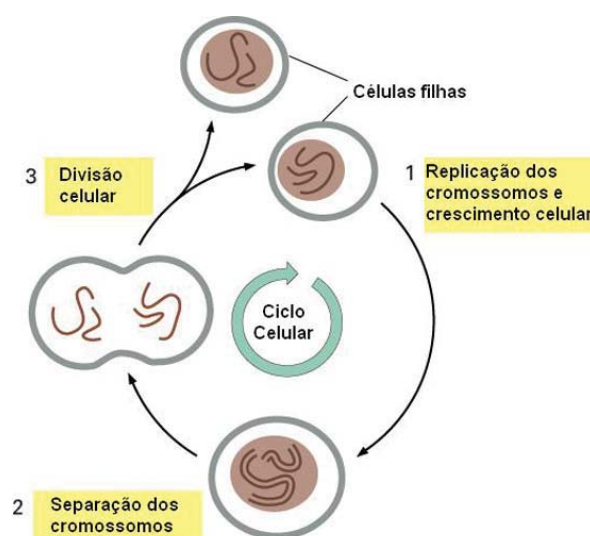 Células filhas
3 Divisão
celular
1 Replicação dos
cromossomos e
crescimento celular
Ciclo
Celular
2 Separação dos
cromossomos